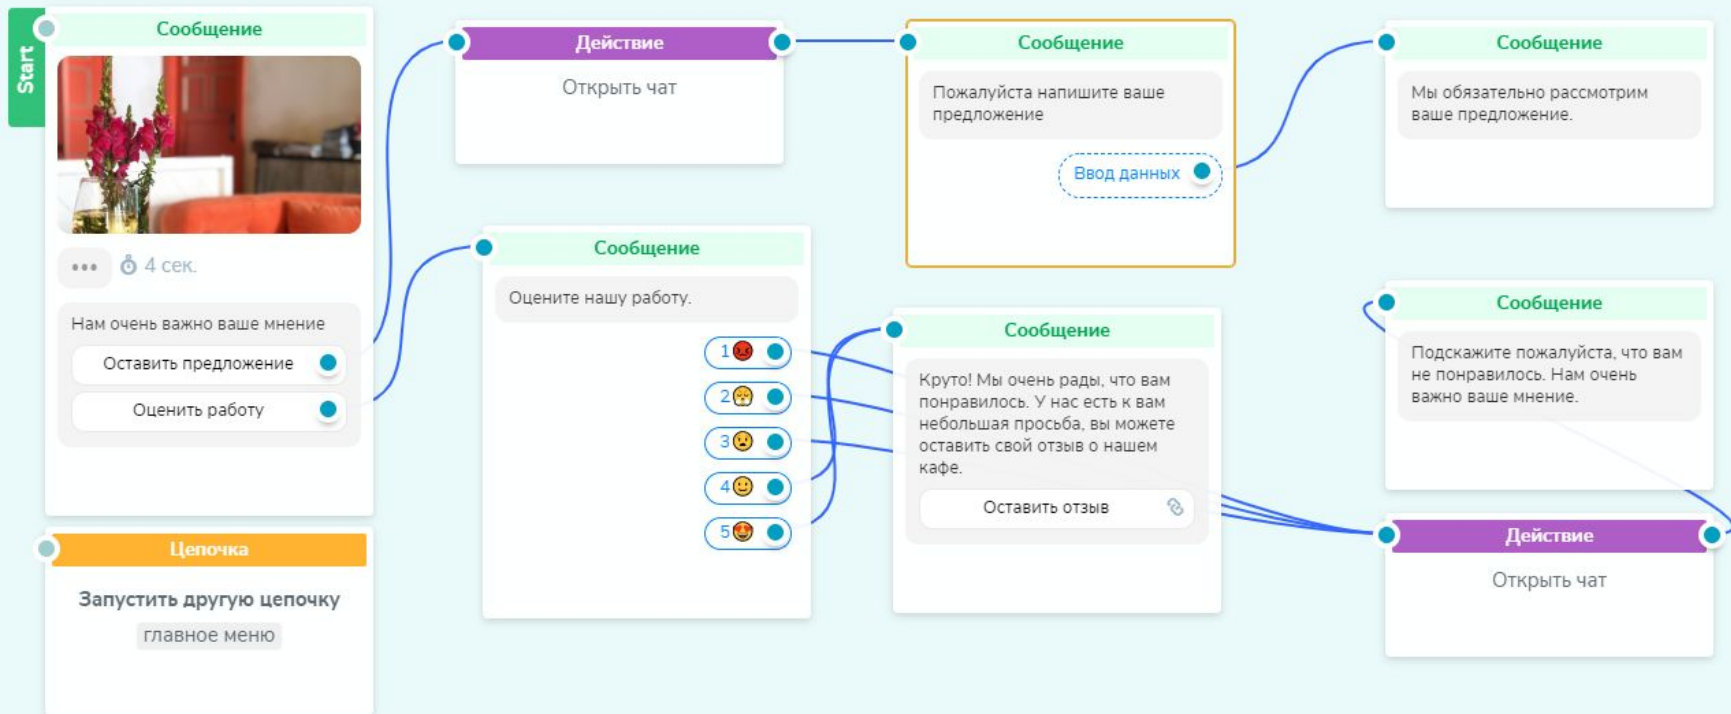 Start
Сообщение
4 сек.
Нам очень важно ваше мнение
Оставить предложение
Оценить работу
Цепочка
Запустить другую цепочку
главное меню
Действие
Открыть чат
Сообщение
Оцените нашу работу.
1
2
3
4
5
Сообщение
Пожалуйста напишите ваше
предложение
Ввод данных
Сообщение
Круто! Мы очень рады, что вам
понравилось. У нас есть к вам
небольшая просьба, вы можете
оставить свой отзыв о нашем
кафе.
Оставить отзыв
Сообщение
Мы обязательно рассмотрим
ваше предложение.
Сообщение
Подскажите пожалуйста, что вам
не понравилось. Нам очень
важно ваше мнение.
Действие
Открыть чат